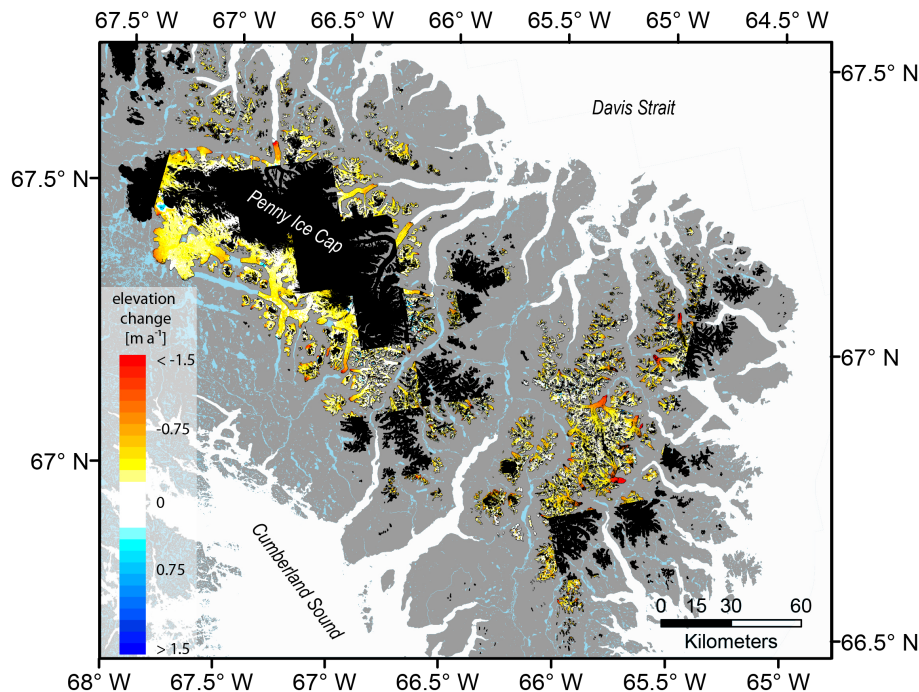 67.5° W 67° W 66.5° W 66° W 65.5° W 65° W 64.5° W
67.5° N
Davis Strait
67.5° N
Penny Ice Cap
elevation
change
[m a⁻¹]
< -1.5
-0.75
0
0.75
> 1.5
67° N
67° N
Cumberland Sound
0 15 30 60
Kilometers
66.5° N
68° W 67.5° W 67° W 66.5° W 66° W 65.5° W 65° W